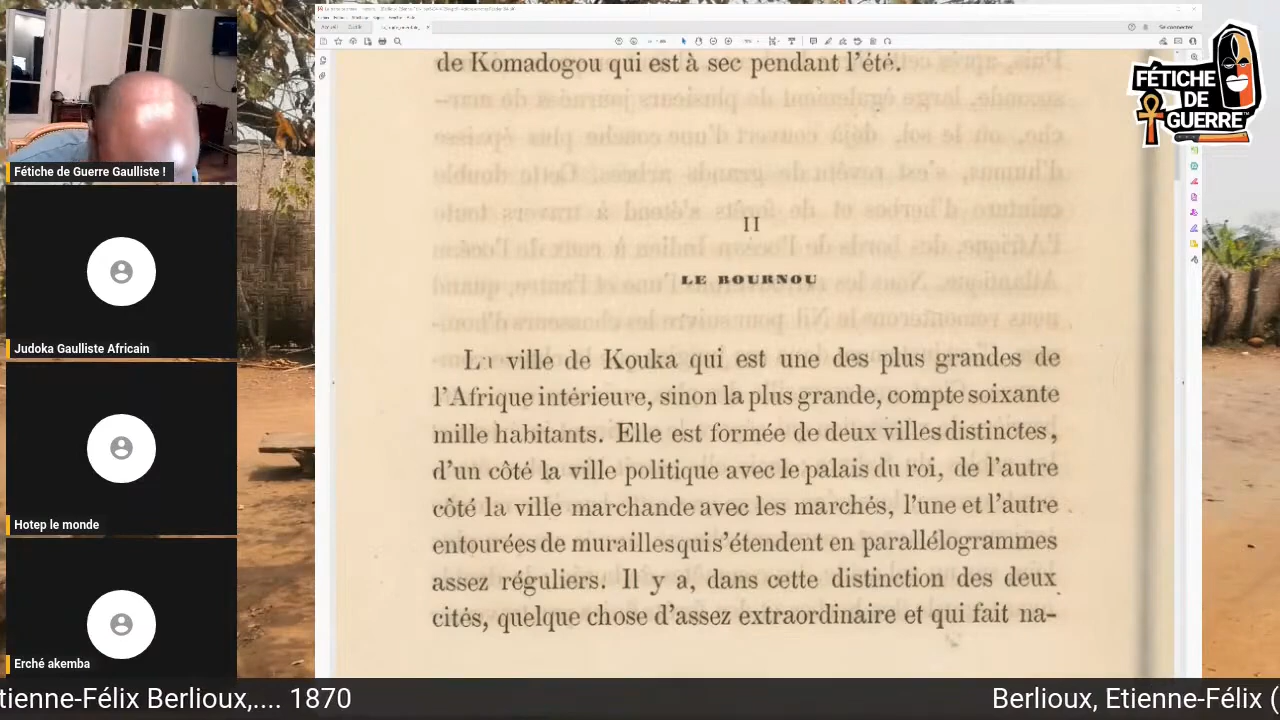 Fétiche de Guerre Gaulliste !
Judoka Gaulliste Africain
Hotep le monde
Erché akemba
Se connecter
FÉTICHE
DE
GUERRE
de Komadogou qui est à sec pendant l'été.
II
LE BOURNOU
La ville de Kouka qui est une des plus grandes de
l'Afrique intérieure, sinon la plus grande, compte soixante
mille habitants. Elle est formée de deux villes distinctes,
d'un côté la ville politique avec le palais du roi, de l'autre
côté la ville marchande avec les marchés, l'une et l'autre
entourées de murailles qui s'étendent en parallélogrammes
assez réguliers. Il y a, dans cette distinction des deux
cités, quelque chose d'assez extraordinaire et qui fait na-
tienne-Félix Berlioux,.... 1870
Berlioux, Etienne-Félix (